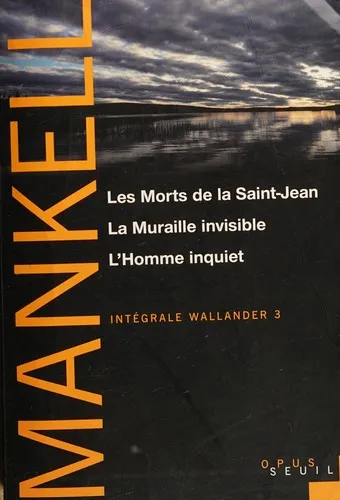 MANKELL
Les Morts de la Saint-Jean
La Muraille invisible
L'Homme inquiet
INTÉGRALE WALLANDER 3
OPUS
SEUIL